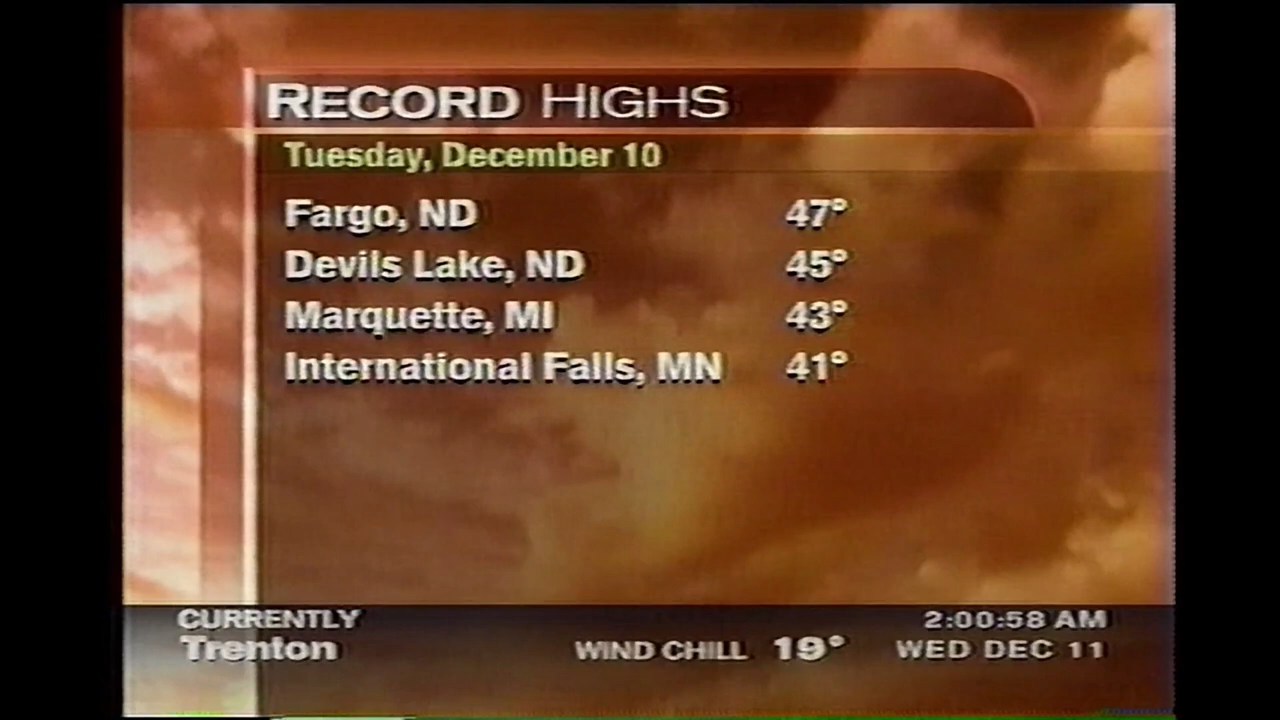 RECORD HIGHS
Tuesday, December 10
Fargo, ND 47°
Devils Lake, ND 45°
Marquette, MI 43°
International Falls, MN 41°
CURRENTLY 2:00:58 AM
Trenton WIND CHILL 19° WED DEC 11